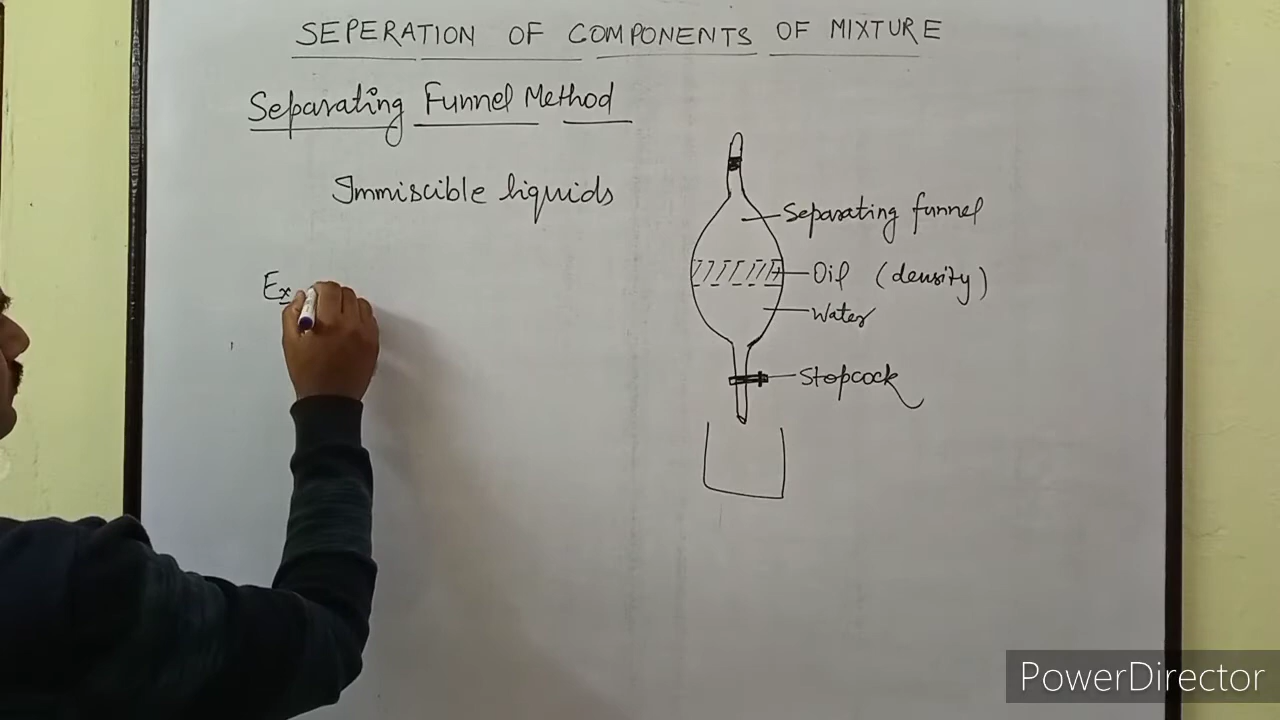 SEPERATION OF COMPONENTS OF MIXTURE
Separating Funnel Method
Immiscible liquids
Separating funnel
Oil (density)
Water
Stopcock
Ex
PowerDirector